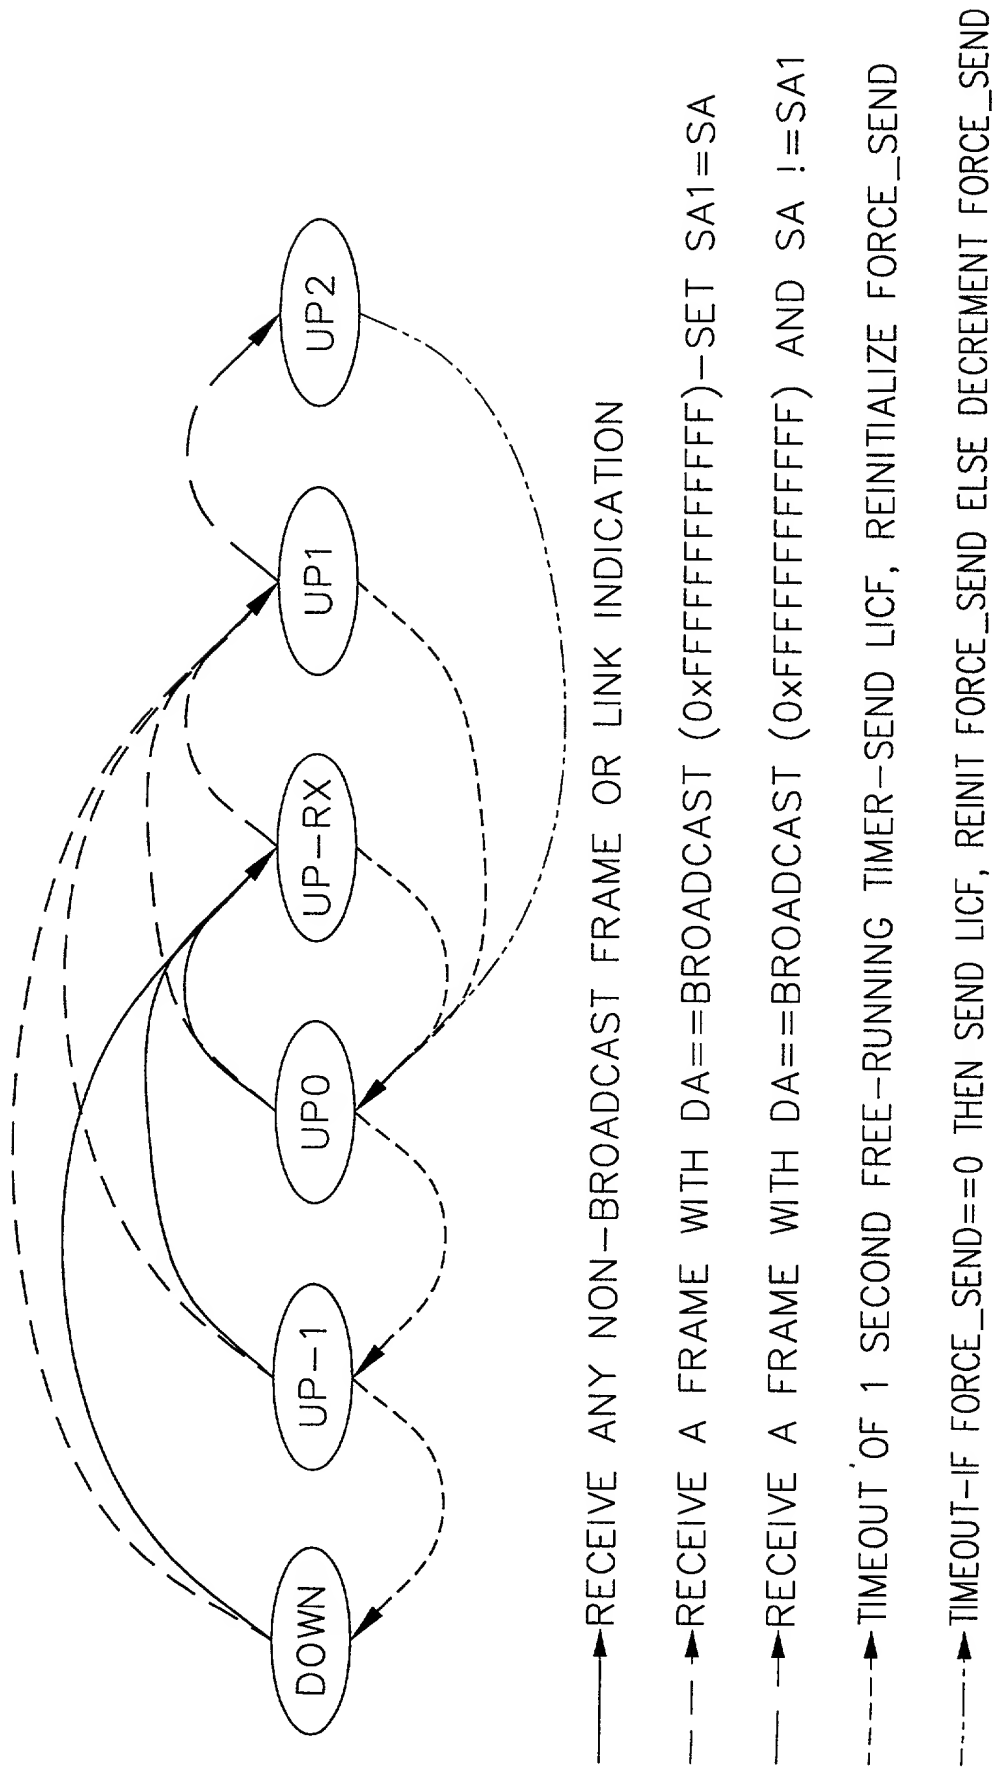 DOWN
UP-1
UP0
UP-RX
UP1
UP2
RECEIVE ANY NON-BROADCAST FRAME OR LINK INDICATION
RECEIVE A FRAME WITH DA==BROADCAST (0xFFFFFFFFFFFF)-SET SA1=SA
RECEIVE A FRAME WITH DA==BROADCAST (0xFFFFFFFFFFFF) AND SA !=SA1
TIMEOUT OF 1 SECOND FREE-RUNNING TIMER-SEND LICF, REINITIALIZE FORCE_SEND
TIMEOUT-IF FORCE_SEND==0 THEN SEND LICF, REINIT FORCE_SEND ELSE DECREMENT FORCE_SEND